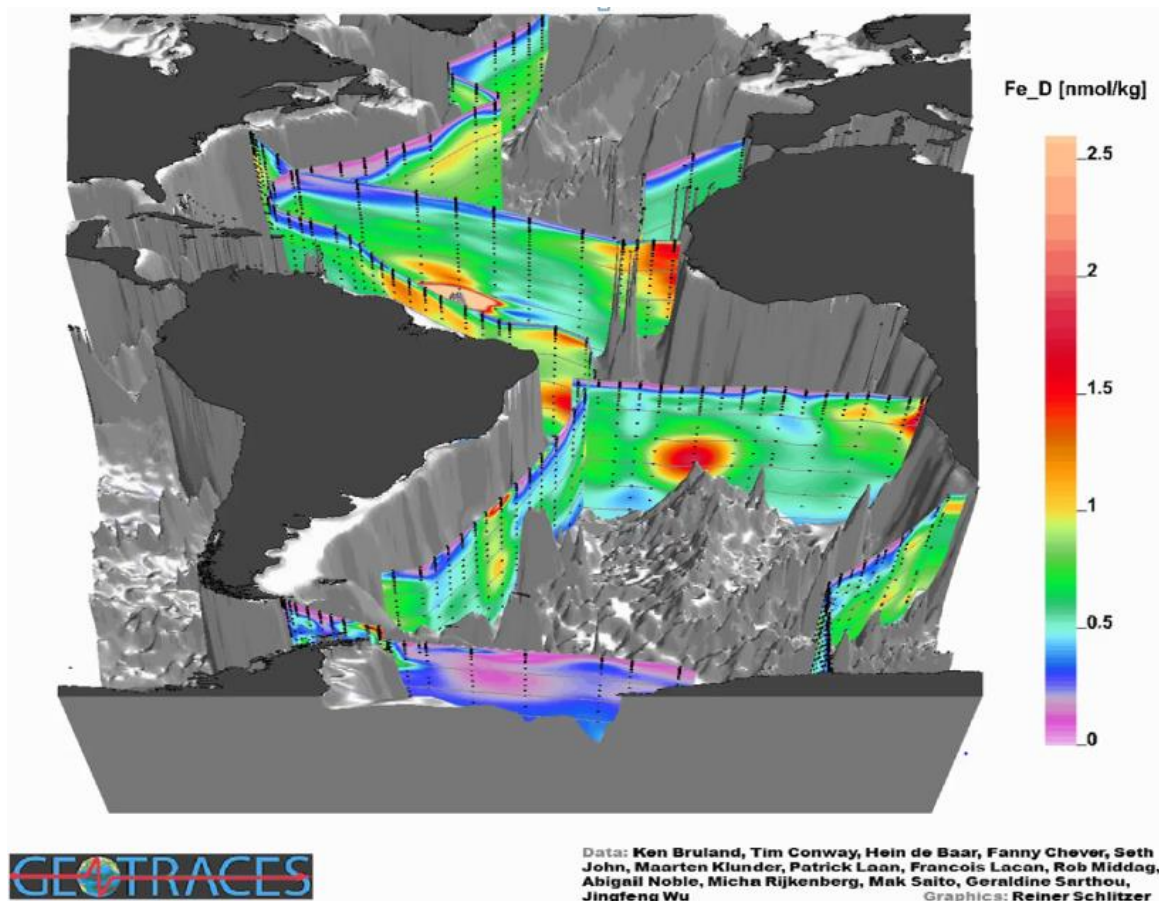 Fe_D [nmol/kg]
2.5
2
1.5
1
0.5
0
GEOTRACES
Data: Ken Bruland, Tim Conway, Hein de Baar, Fanny Chever, Seth
John, Maarten Klunder, Patrick Laan, Francois Lacan, Rob Middag,
Abigail Noble, Micha Rijkenberg, Mak Saito, Geraldine Sarthou,
Jingfeng Wu Graphics: Reiner Schlitzer